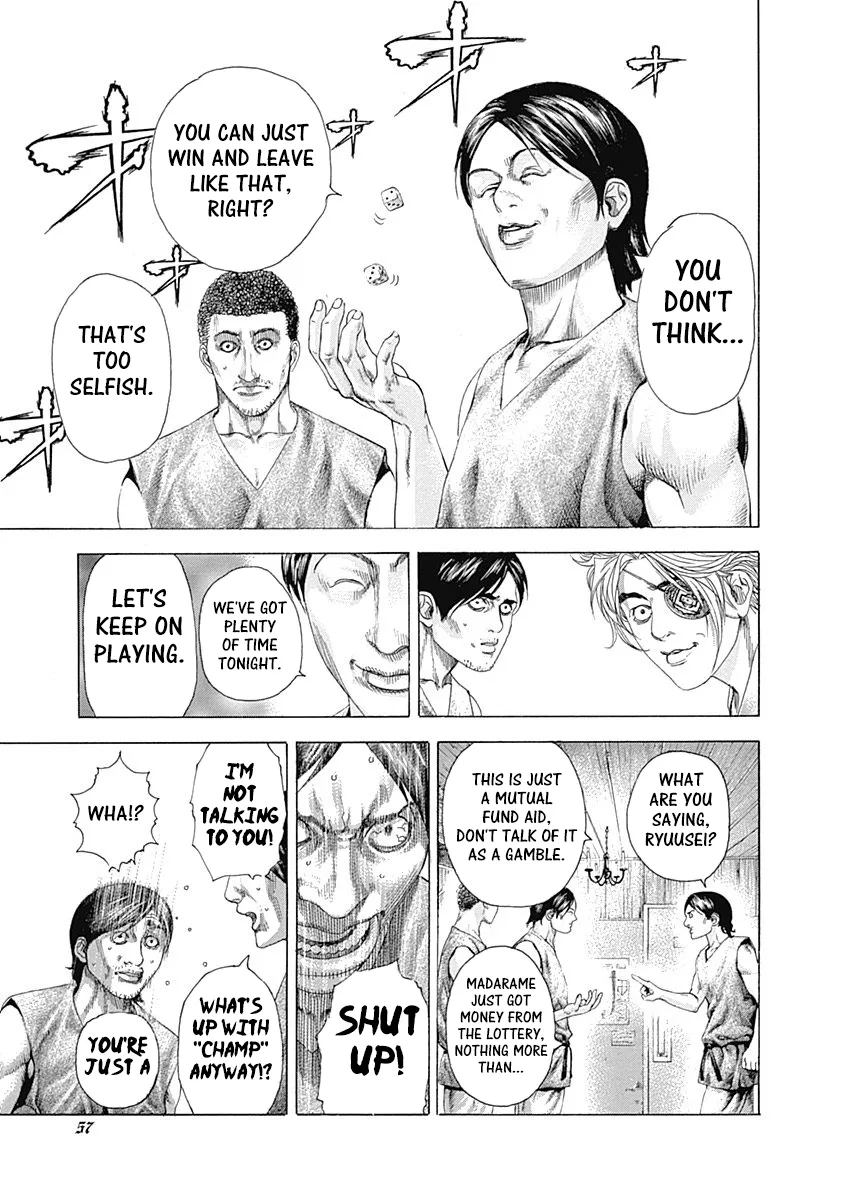 YOU
DON'T
THINK...
YOU CAN JUST
WIN AND LEAVE
LIKE THAT,
RIGHT?
THAT'S
TOO
SELFISH.
WE'VE GOT
PLENTY
OF TIME
TONIGHT.
LET'S
KEEP ON
PLAYING.
WHAT
ARE YOU
SAYING,
RYUUSEI?
THIS IS JUST
A MUTUAL
FUND AID,
DON'T TALK OF IT
AS A GAMBLE.
MADARAME
JUST GOT
MONEY FROM
THE LOTTERY,
NOTHING MORE
THAN...
SHUT
UP!
I'M
NOT
TALKING
TO YOU!
WHA!?
WHAT'S
UP WITH
"CHAMP"
ANYWAY!?
YOU'RE
JUST A
57